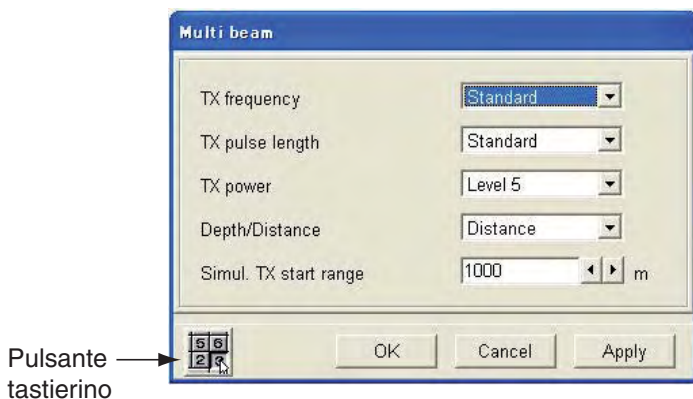 Multi beam
TX frequency Standard
TX pulse length Standard
TX power Level 5
Depth/Distance Distance
Simul. TX start range 1000 m
5 6
2 3
OK Cancel Apply
Pulsante
tastierino